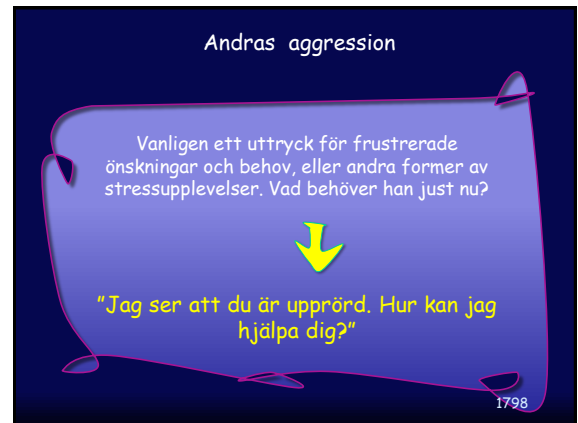 Andras aggression
Vanligen ett uttryck för frustrerade
önskningar och behov, eller andra former av
stressupplevelser. Vad behöver han just nu?
”Jag ser att du är upprörd. Hur kan jag
hjälpa dig?”
1798